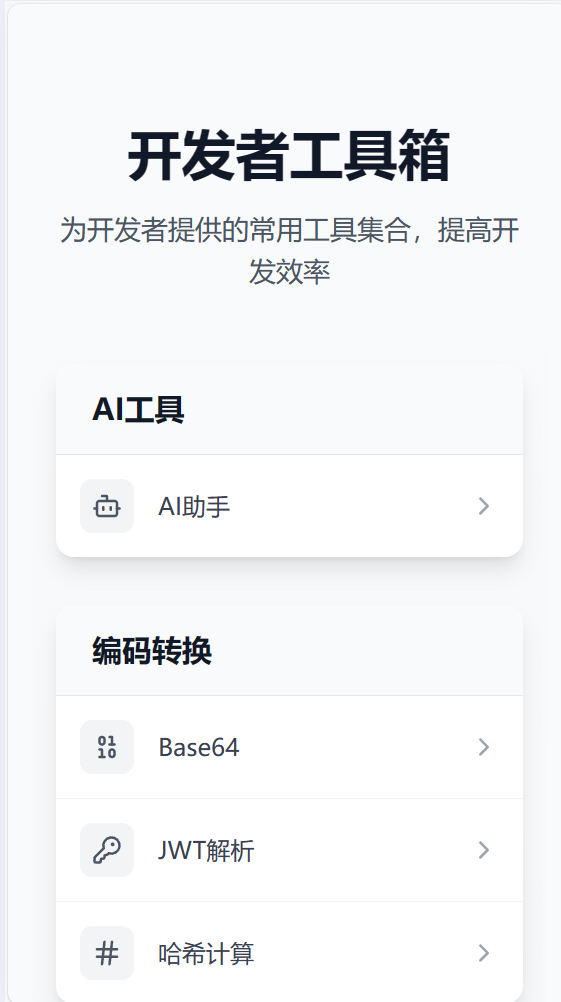 开发者工具箱
为开发者提供的常用工具集合，提高开
发效率
AI工具
AI助手
编码转换
Base64
JWT解析
哈希计算